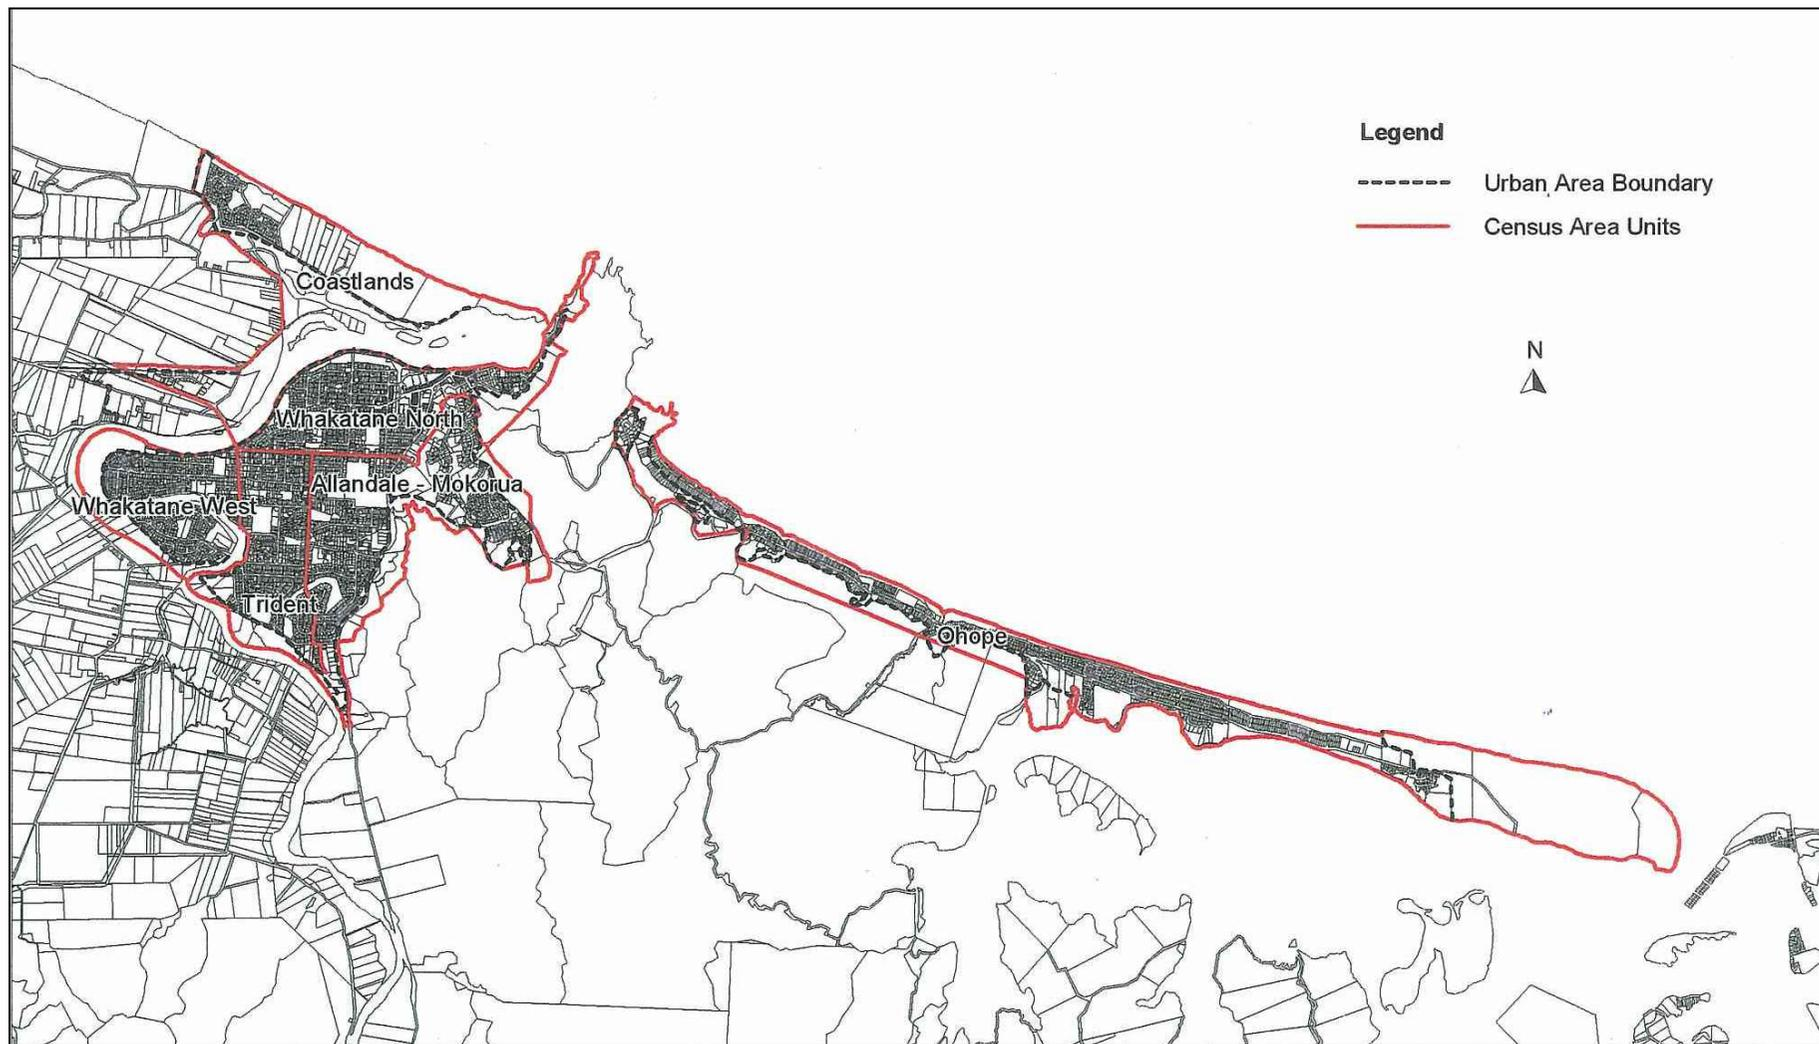 Legend
Urban Area Boundary
Census Area Units
N
Coastlands
Whakatane North
Allandale - Mokorua
Whakatane West
Trident
Ohope